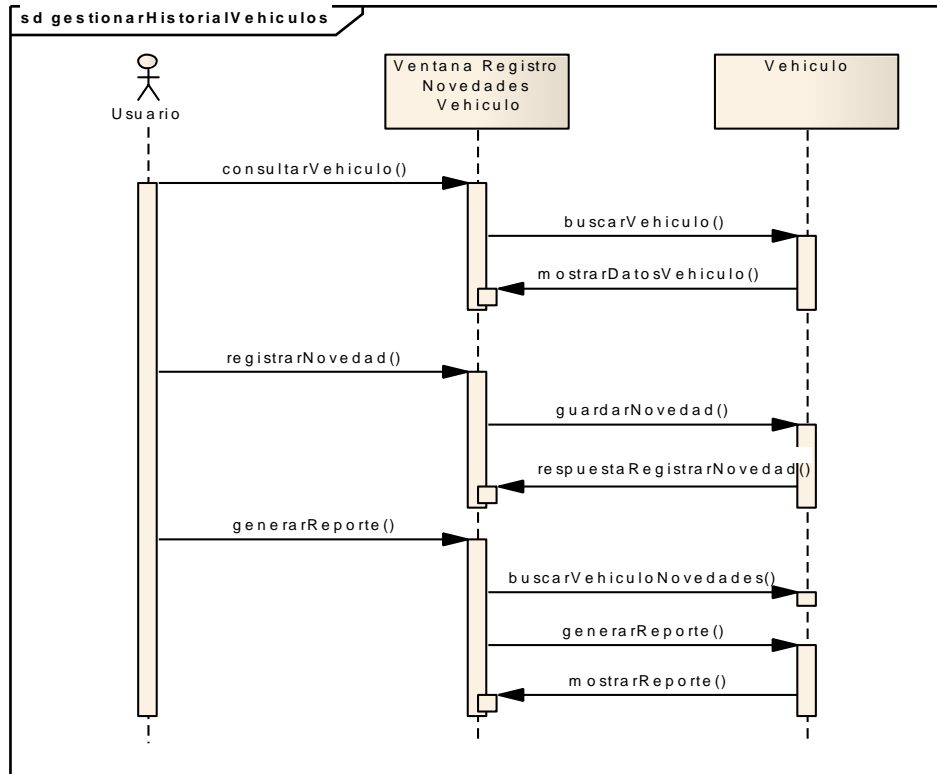 sd gestionarHistorialVehiculos
Usuario
Ventana Registro
Novedades
Vehiculo
Vehiculo
consultarVehiculo()
buscarVehiculo()
mostrarDatosVehiculo()
registrarNovedad()
guardarNovedad()
respuestaRegistrarNovedad()
generarReporte()
buscarVehiculoNovedades()
generarReporte()
mostrarReporte()